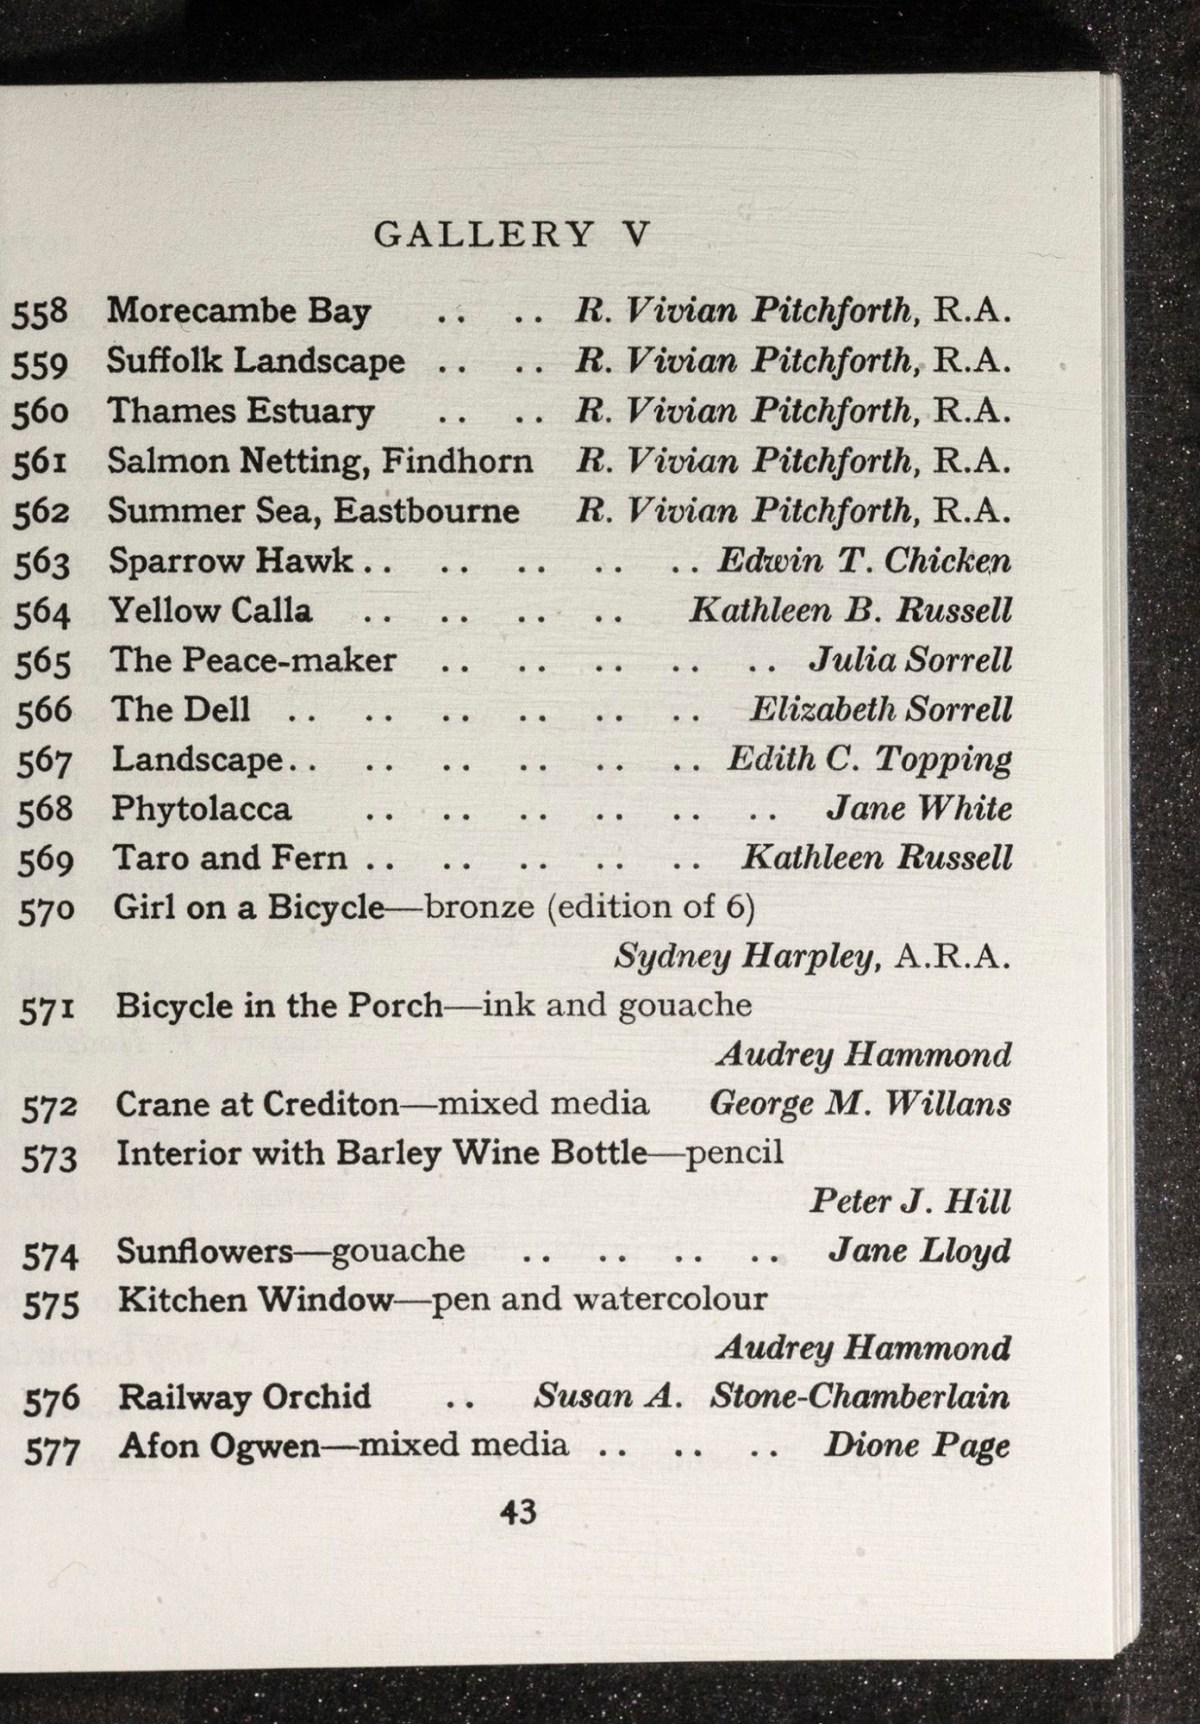 GALLERY V
558 Morecambe Bay .. .. R. Vivian Pitchforth, R.A.
559 Suffolk Landscape .. .. R. Vivian Pitchforth, R.A.
560 Thames Estuary .. .. R. Vivian Pitchforth, R.A.
561 Salmon Netting, Findhorn R. Vivian Pitchforth, R.A.
562 Summer Sea, Eastbourne R. Vivian Pitchforth, R.A.
563 Sparrow Hawk .. .. .. .. .. Edwin T. Chicken
564 Yellow Calla .. .. .. .. Kathleen B. Russell
565 The Peace-maker .. .. .. .. .. Julia Sorrell
566 The Dell .. .. .. .. .. .. Elizabeth Sorrell
567 Landscape .. .. .. .. .. .. Edith C. Topping
568 Phytolacca .. .. .. .. .. .. Jane White
569 Taro and Fern .. .. .. .. .. Kathleen Russell
570 Girl on a Bicycle—bronze (edition of 6)
Sydney Harpley, A.R.A.
571 Bicycle in the Porch—ink and gouache
Audrey Hammond
572 Crane at Crediton—mixed media George M. Willans
573 Interior with Barley Wine Bottle—pencil
Peter J. Hill
574 Sunflowers—gouache .. .. .. .. Jane Lloyd
575 Kitchen Window—pen and watercolour
Audrey Hammond
576 Railway Orchid .. Susan A. Stone-Chamberlain
577 Afon Ogwen—mixed media .. .. .. Dione Page
43